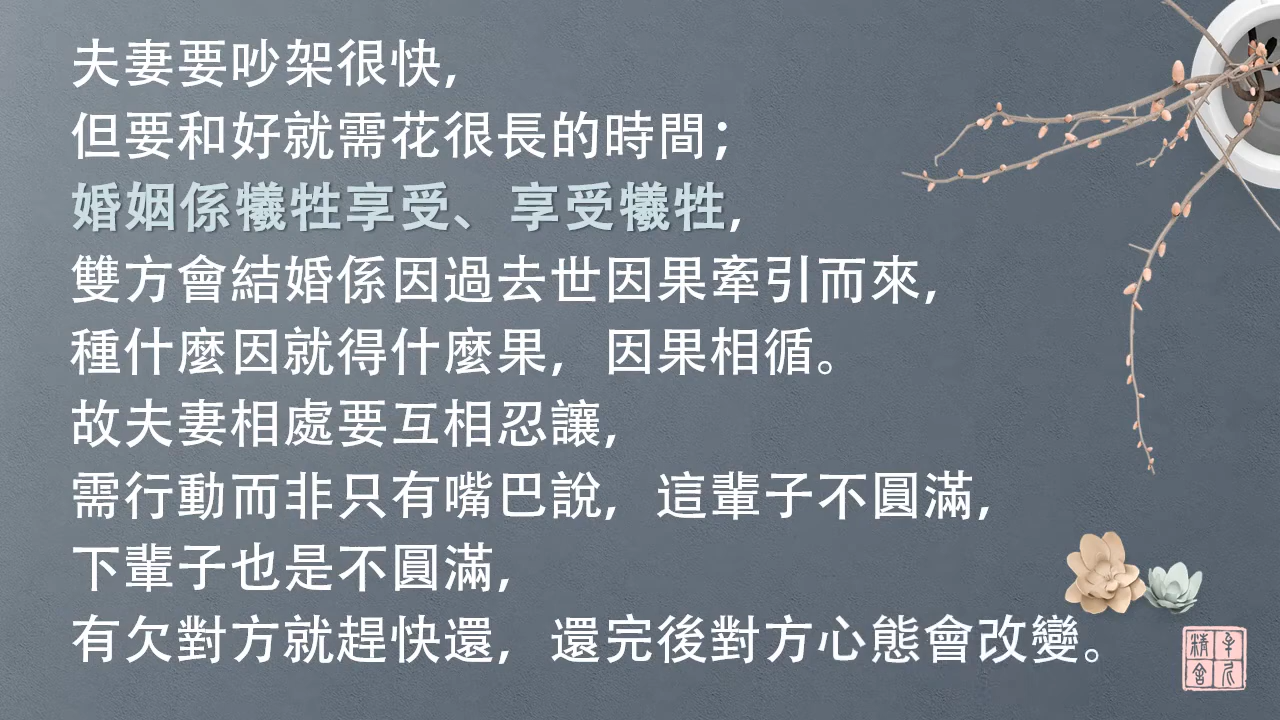 夫妻要吵架很快,
但要和好就需花很長的時間；
婚姻係犧牲享受、享受犧牲,
雙方會結婚係因過去世因果牽引而來,
種什麼因就得什麼果，因果相循。
故夫妻相處要互相忍讓,
需行動而非只有嘴巴說，這輩子不圓滿,
下輩子也是不圓滿,
有欠對方就趕快還，還完後對方心態會改變。
精舍